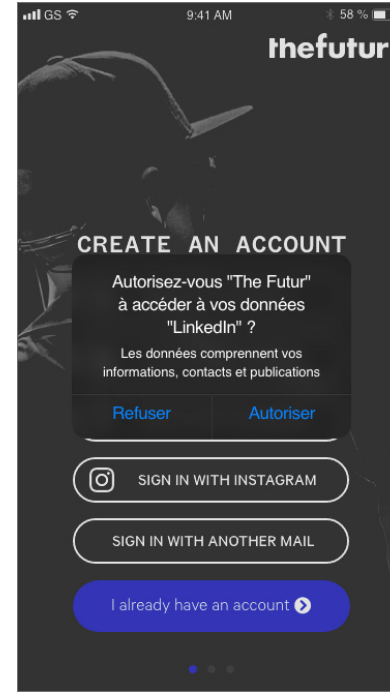 GS 9:41 AM 58 %
thefutur
CREATE AN ACCOUNT
Autorisez-vous "The Futur"
à accéder à vos données
"LinkedIn" ?
Les données comprennent vos
informations, contacts et publications
Refuser Autoriser
SIGN IN WITH INSTAGRAM
SIGN IN WITH ANOTHER MAIL
I already have an account